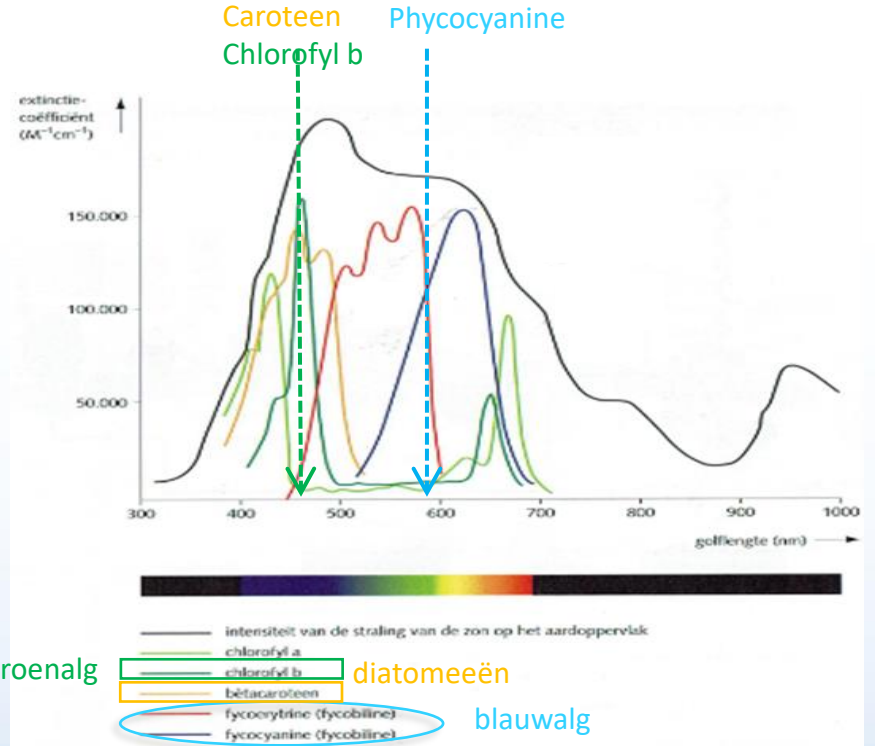 Caroteen Phycocyanine
Chlorofyl b
extinctie-
coëfficiënt
(M⁻¹cm⁻¹)
150.000
100.000
50.000
300 400 500 600 700 800 900 1000
golflengte (nm)
intensiteit van de straling van de zon op het aardoppervlak
chlorofyl a
roenalg chlorofyl b diatomeeën
bètacaroteen
fycoerytrine (fycobiline) blauwalg
fycocyanine (fycobiline)